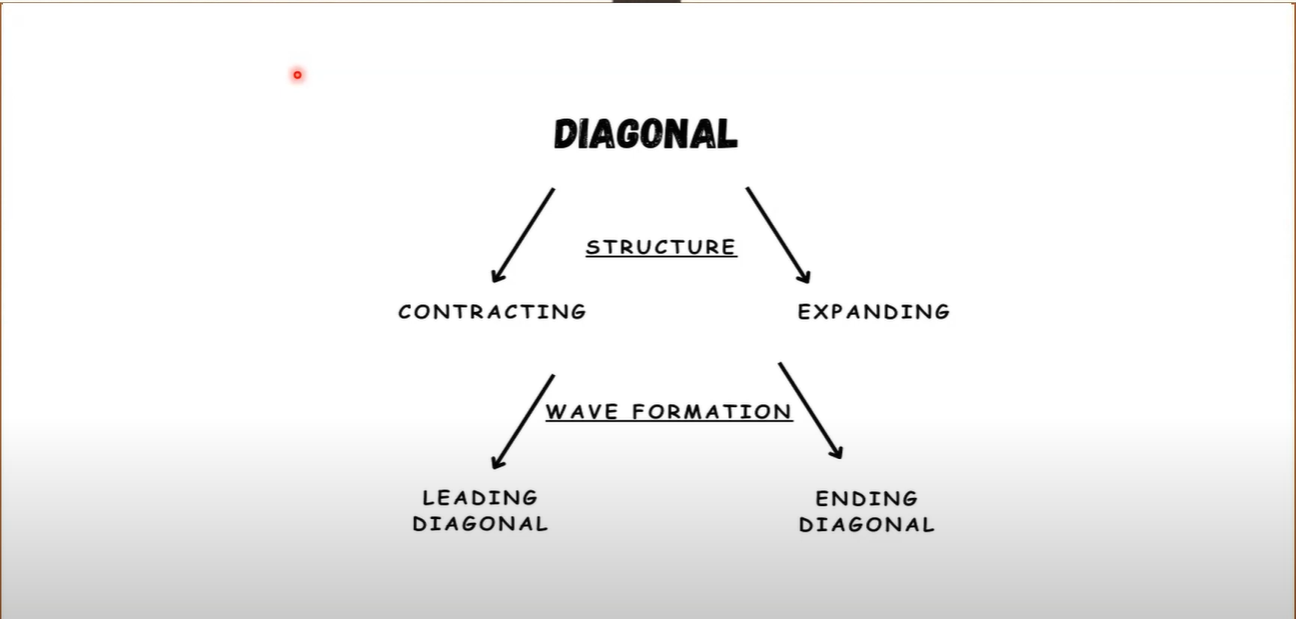 DIAGONAL
STRUCTURE
CONTRACTING
EXPANDING
WAVE FORMATION
LEADING
DIAGONAL
ENDING
DIAGONAL